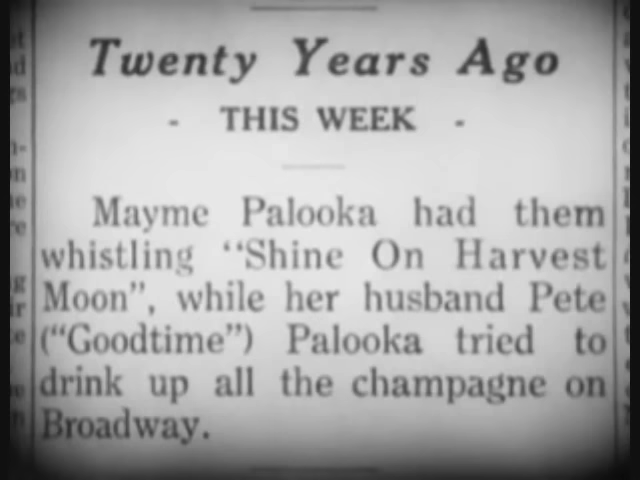 Twenty Years Ago
- THIS WEEK -
Mayme Palooka had them
whistling "Shine On Harvest
Moon", while her husband Pete
("Goodtime") Palooka tried to
drink up all the champagne on
Broadway.